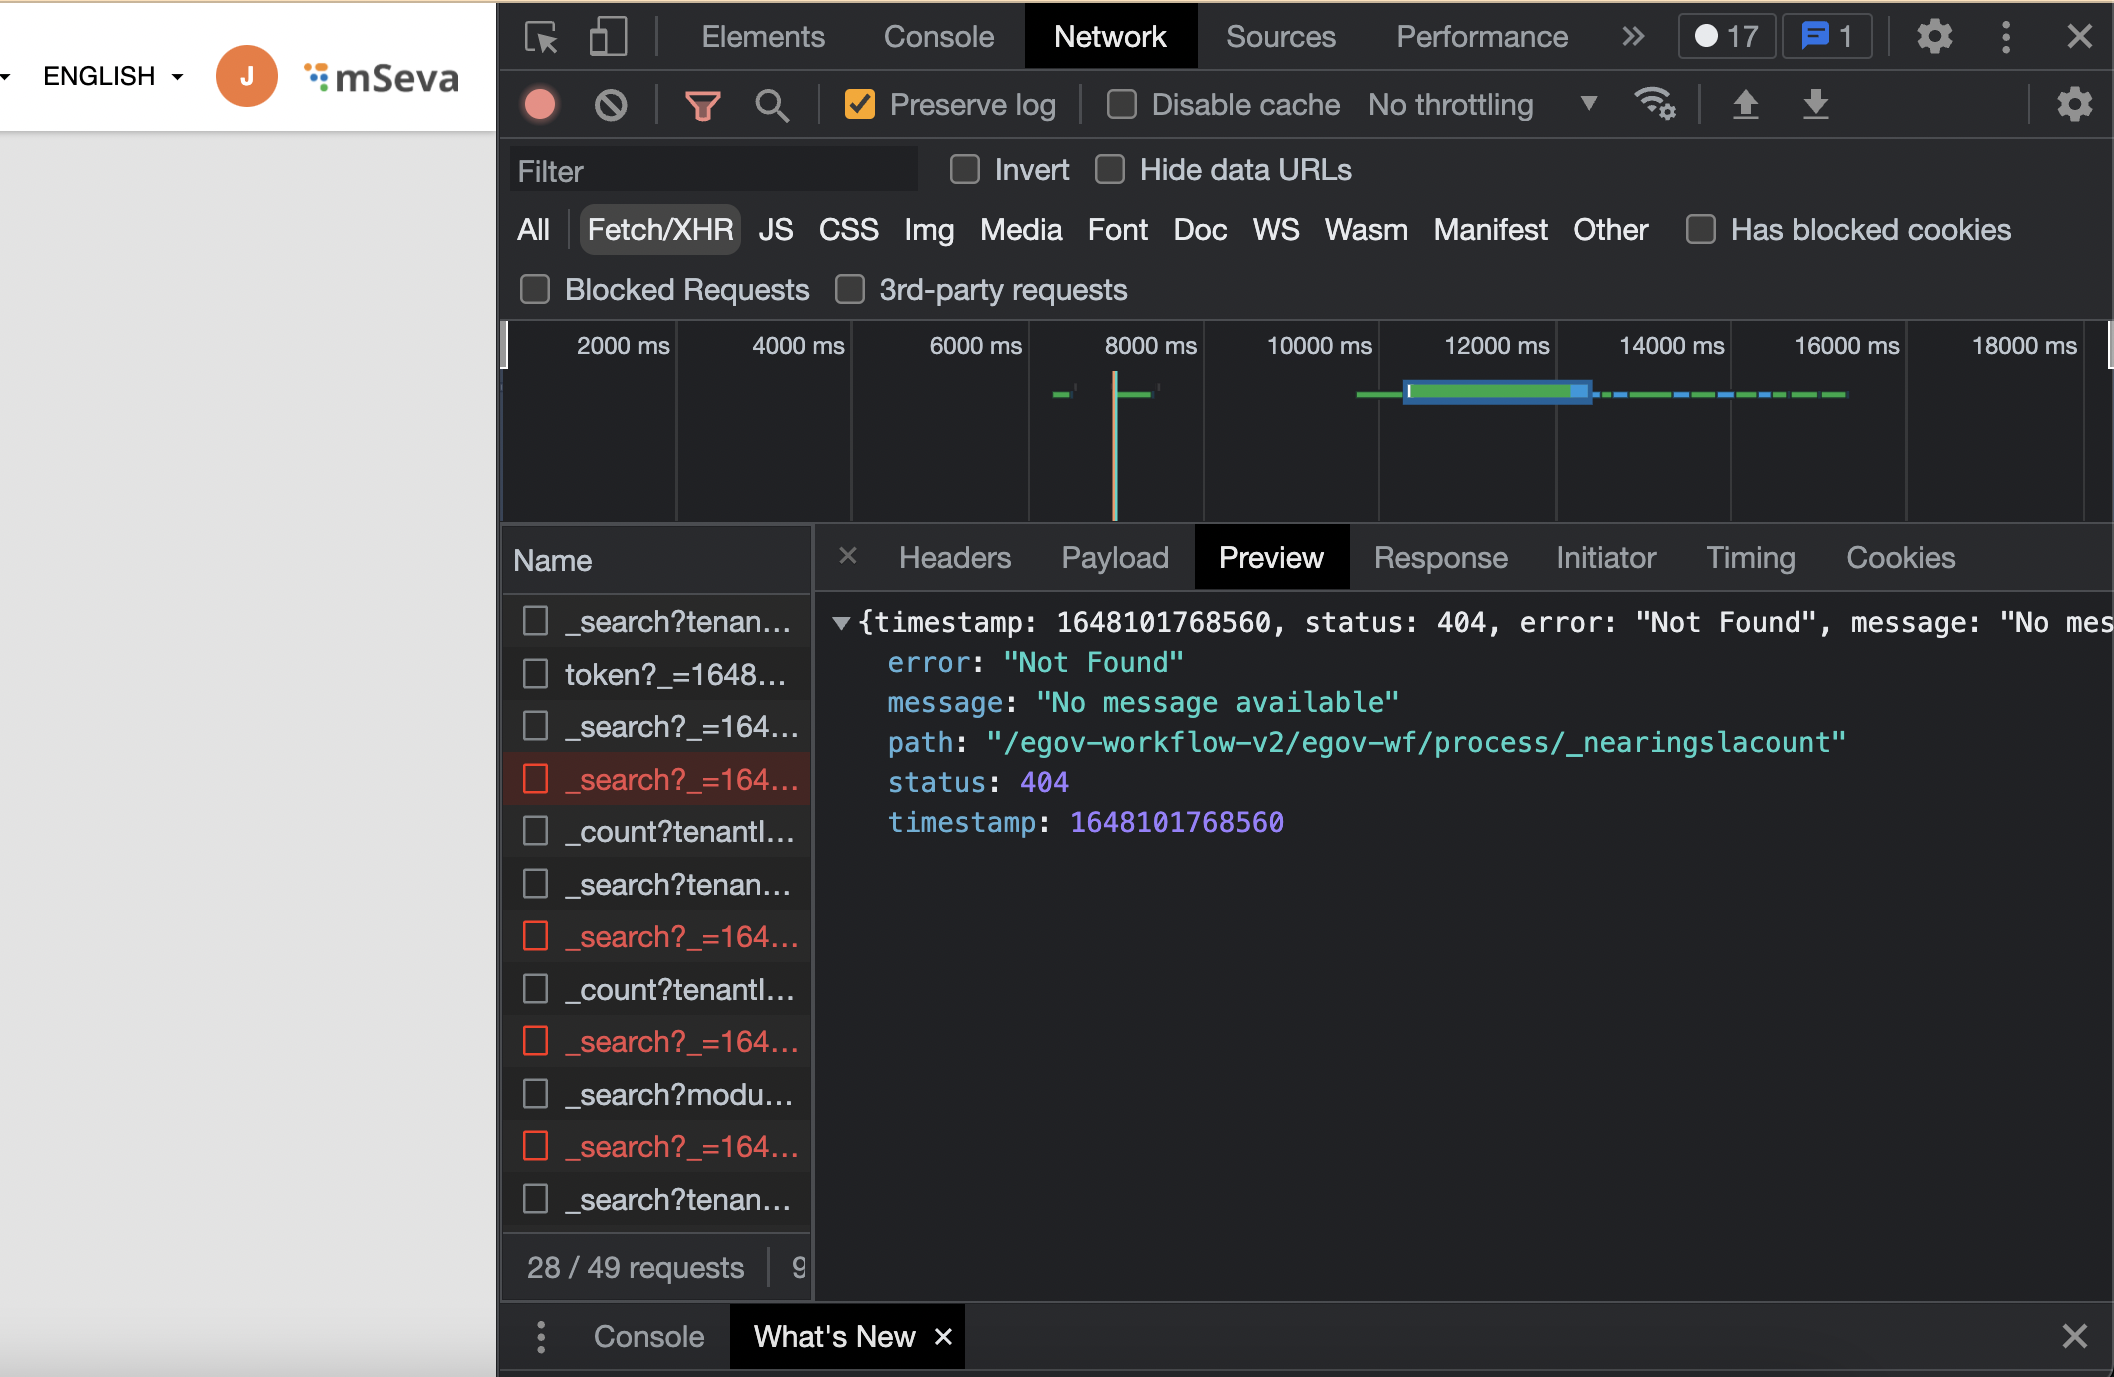 ENGLISH J mSeva
Elements Console Network Sources Performance » 17 1
Preserve log Disable cache No throttling
Filter Invert Hide data URLs
All Fetch/XHR JS CSS Img Media Font Doc WS Wasm Manifest Other Has blocked cookies
Blocked Requests 3rd-party requests
2000 ms 4000 ms 6000 ms 8000 ms 10000 ms 12000 ms 14000 ms 16000 ms 18000 ms
Name
Headers Payload Preview Response Initiator Timing Cookies
_search?tenan...
token?_=1648...
_search?_=164...
_search?_=164...
_count?tenantI...
_search?tenan...
_search?_=164...
_count?tenantI...
_search?_=164...
_search?modu...
_search?_=164...
_search?tenan...
{timestamp: 1648101768560, status: 404, error: "Not Found", message: "No mes
error: "Not Found"
message: "No message available"
path: "/egov-workflow-v2/egov-wf/process/_nearingslacount"
status: 404
timestamp: 1648101768560
28 / 49 requests 9
Console What's New